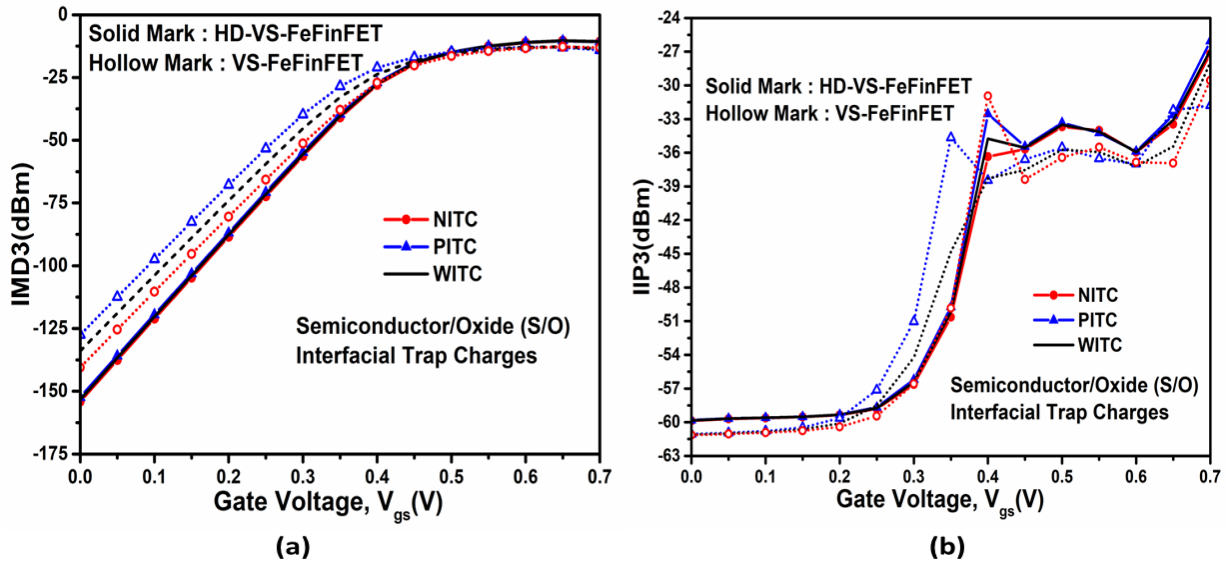 0
-25
-50
-75
-100
-125
-150
-175
IMD3(dBm)
Solid Mark : HD-VS-FeFinFET
Hollow Mark : VS-FeFinFET
NITC
PITC
WITC
Semiconductor/Oxide (S/O)
Interfacial Trap Charges
0.0 0.1 0.2 0.3 0.4 0.5 0.6 0.7
Gate Voltage, Vgs(V)
(a)
-24
-27
-30
-33
-36
-39
-42
-45
-48
-51
-54
-57
-60
-63
IIP3(dBm)
Solid Mark : HD-VS-FeFinFET
Hollow Mark : VS-FeFinFET
NITC
PITC
WITC
Semiconductor/Oxide (S/O)
Interfacial Trap Charges
0.0 0.1 0.2 0.3 0.4 0.5 0.6 0.7
Gate Voltage, Vgs(V)
(b)